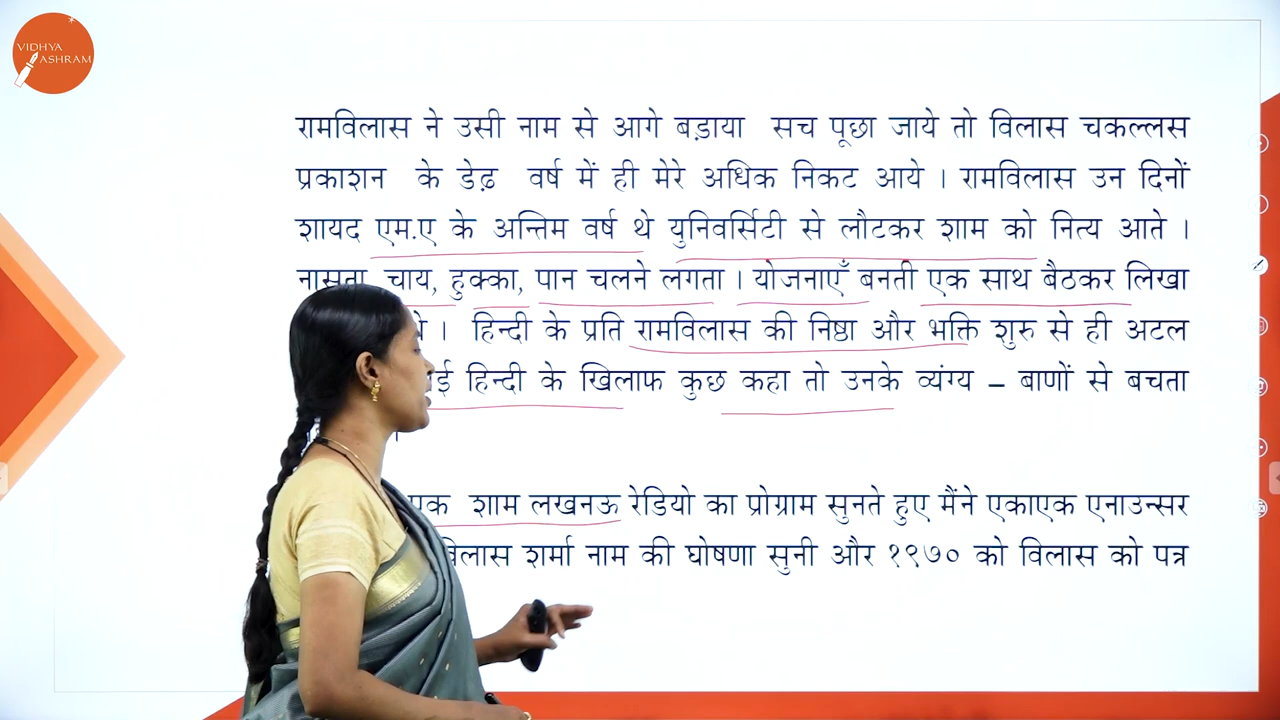 VIDHYA
ASHRAM
रामविलास ने उसी नाम से आगे बड़ाया सच पूछा जाये तो विलास चकल्लस
प्रकाशन के डेढ़ वर्ष में ही मेरे अधिक निकट आये । रामविलास उन दिनों
शायद एम.ए के अन्तिम वर्ष थे युनिवर्सिटी से लौटकर शाम को नित्य आते ।
नासता, चाय, हुक्का, पान चलने लगता । योजनाएँ बनती एक साथ बैठकर लिखा
। हिन्दी के प्रति रामविलास की निष्ठा और भक्ति शुरु से ही अटल
हिन्दी के खिलाफ कुछ कहा तो उनके व्यंग्य – बाणों से बचता
एक शाम लखनऊ रेडियो का प्रोग्राम सुनते हुए मैंने एकाएक एनाउन्सर
शर्मा नाम की घोषणा सुनी और १९७० को विलास को पत्र